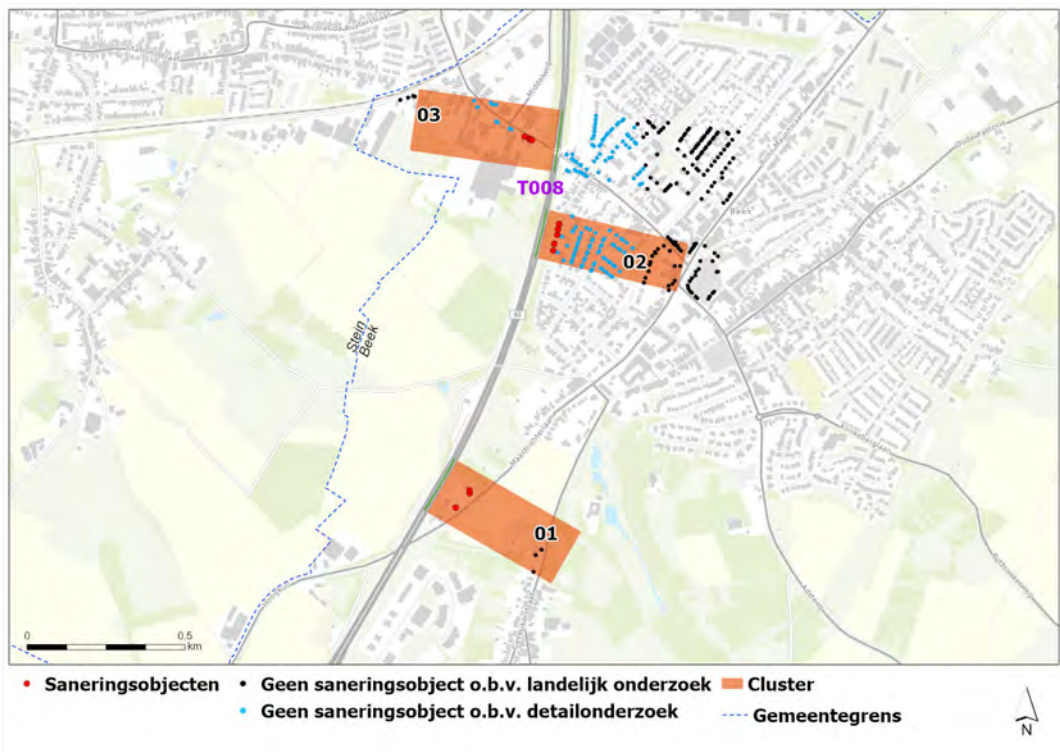 03
T008
02
Beek
Stein
Beek
Maastrichterlaan
01
0 0.5
km
Saneringsobjecten
Geen saneringsobject o.b.v. landelijk onderzoek
Cluster
Geen saneringsobject o.b.v. detailonderzoek
Gemeentegrens
N